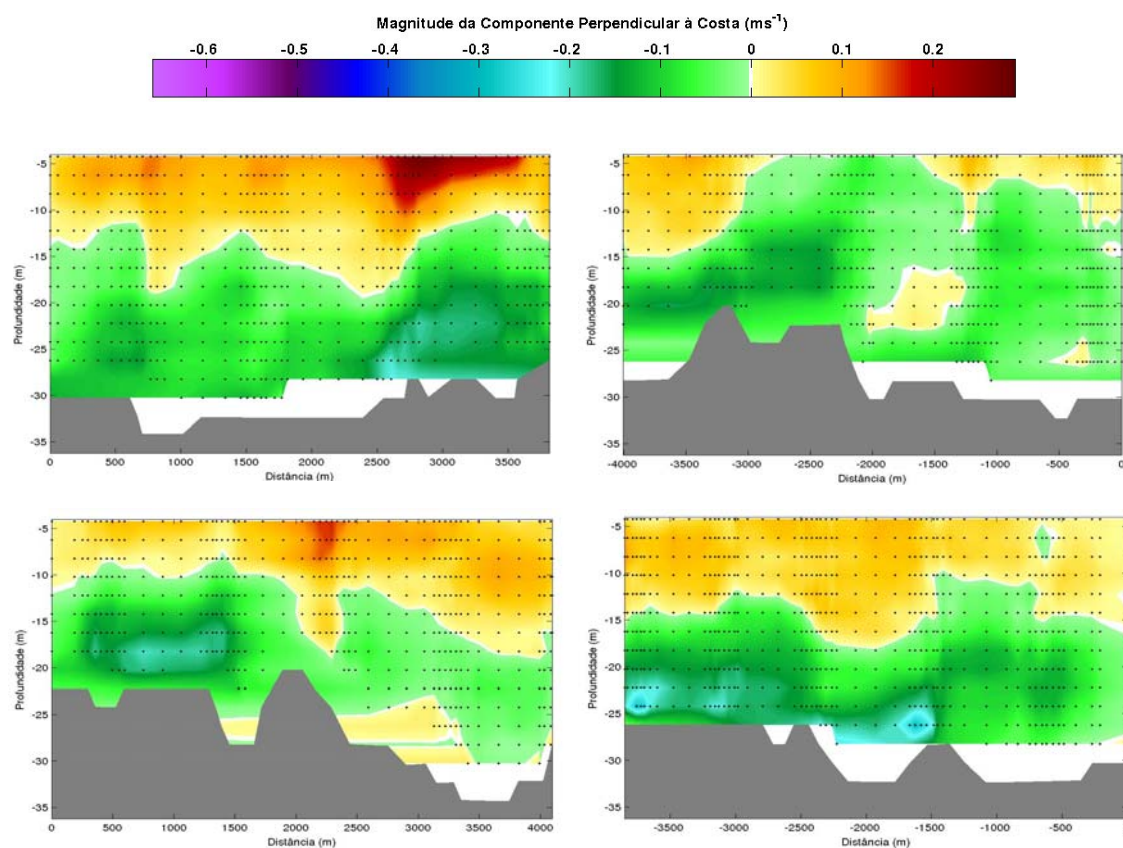 Magnitude da Componente Perpendicular à Costa (ms⁻¹)
-0.6 -0.5 -0.4 -0.3 -0.2 -0.1 0 0.1 0.2
-5
-10
-15
-20
-25
-30
-35
Profundidade (m)
0 500 1000 1500 2000 2500 3000 3500
Distância (m)
-5
-10
-15
-20
-25
-30
-35
Profundidade (m)
-4000 -3500 -3000 -2500 -2000 -1500 -1000 -500 0
Distância (m)
-5
-10
-15
-20
-25
-30
-35
Profundidade (m)
0 500 1000 1500 2000 2500 3000 3500 4000
Distância (m)
-5
-10
-15
-20
-25
-30
-35
Profundidade (m)
-3500 -3000 -2500 -2000 -1500 -1000 -500 0
Distância (m)